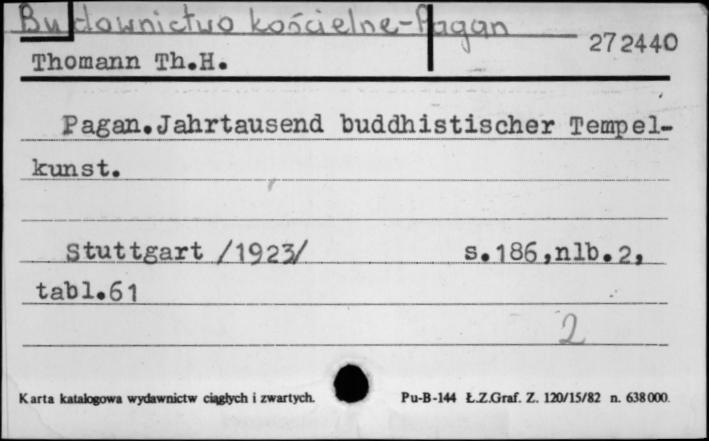 Budownictwo kościelne-Pagan
272440
Thomann Th.H.
Pagan.Jahrtausend buddhistischer Tempel-
kunst.
Stuttgart /1923/ s.186,nlb.2,
tabl.61
2
Karta katalogowa wydawnictw ciągłych i zwartych. Pu-B-144 Ł.Z.Graf. Z. 120/15/82 n. 638000.